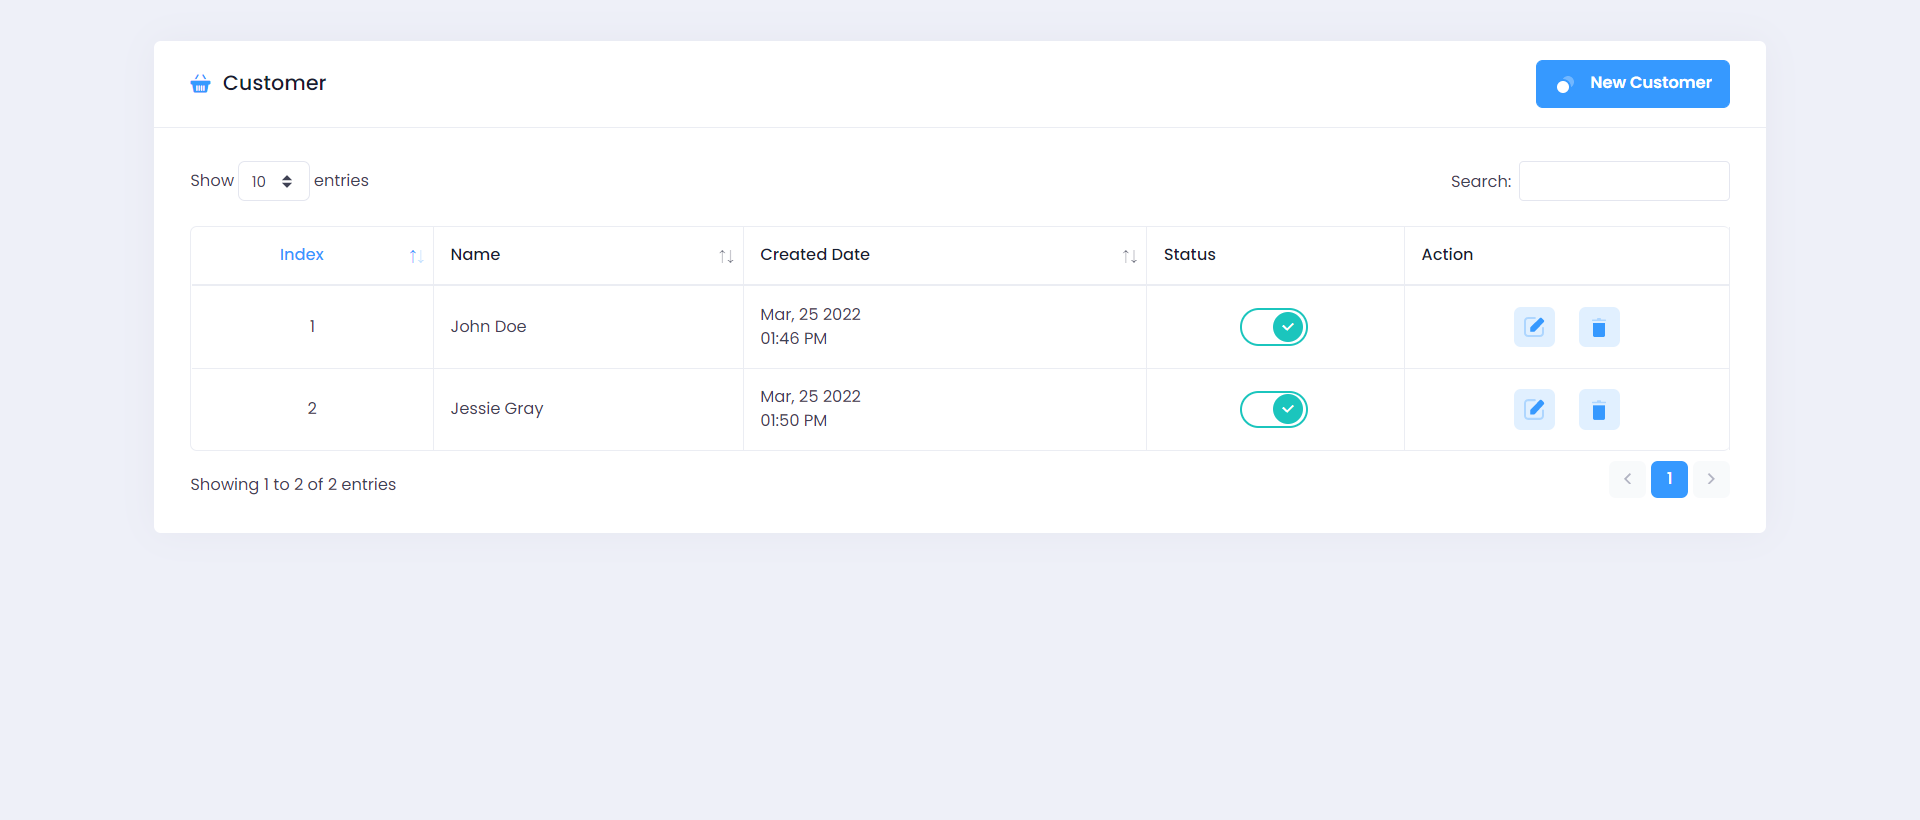 Customer
New Customer
Show 10 entries
Search:
Index Name Created Date Status Action
1 John Doe Mar, 25 2022
01:46 PM
2 Jessie Gray Mar, 25 2022
01:50 PM
Showing 1 to 2 of 2 entries
1